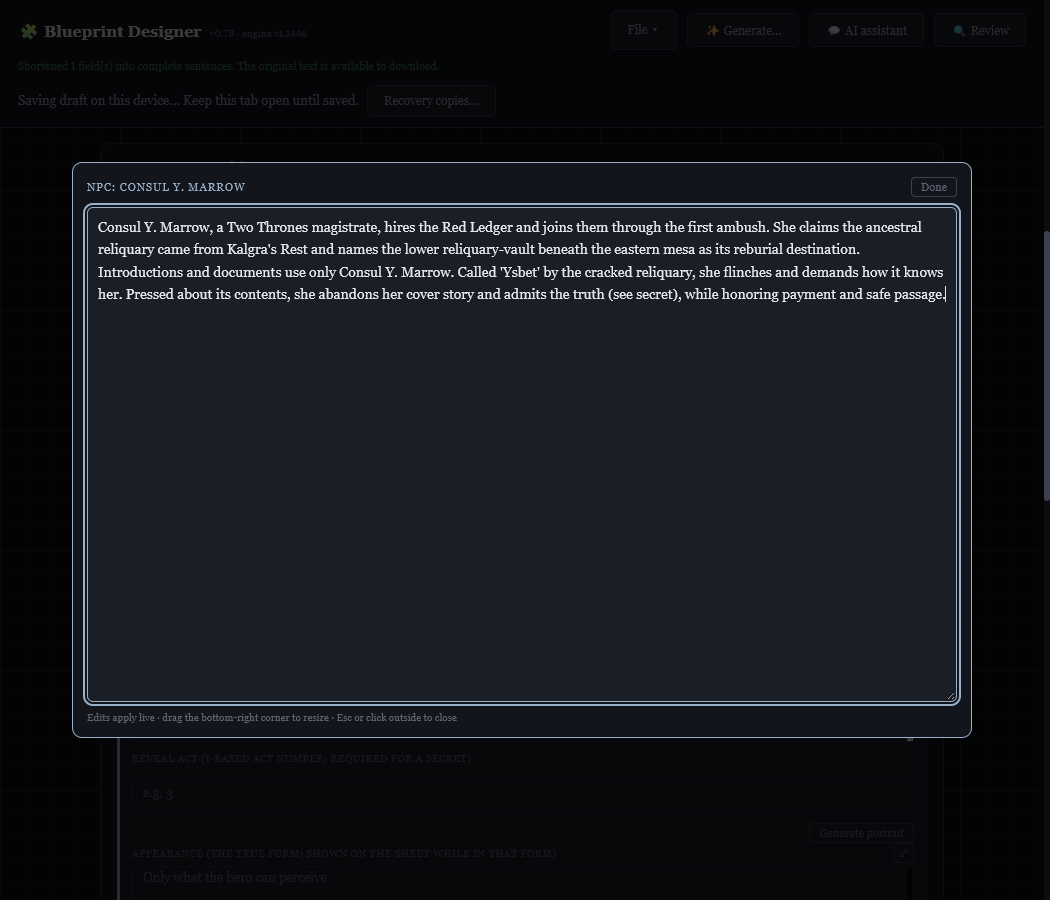 🧩 Blueprint Designer v0.78 · engine v1.1446
File ▾
✨ Generate...
💬 AI assistant
🔍 Review
Shortened 1 field(s) into complete sentences. The original text is available to download.
Saving draft on this device... Keep this tab open until saved.
Recovery copies...
NPC: CONSUL Y. MARROW
Done
Consul Y. Marrow, a Two Thrones magistrate, hires the Red Ledger and joins them through the first ambush. She claims the ancestral
reliquary came from Kalgra's Rest and names the lower reliquary-vault beneath the eastern mesa as its reburial destination.
Introductions and documents use only Consul Y. Marrow. Called 'Ysbet' by the cracked reliquary, she flinches and demands how it knows
her. Pressed about its contents, she abandons her cover story and admits the truth (see secret), while honoring payment and safe passage.
Edits apply live · drag the bottom-right corner to resize · Esc or click outside to close
REVEAL ACT (1-BASED ACT NUMBER; REQUIRED FOR A SECRET)
e.g. 3
Generate portrait
APPEARANCE (THE TRUE FORM; SHOWN ON THE SHEET WHILE IN THAT FORM)
Only what the hero can perceive